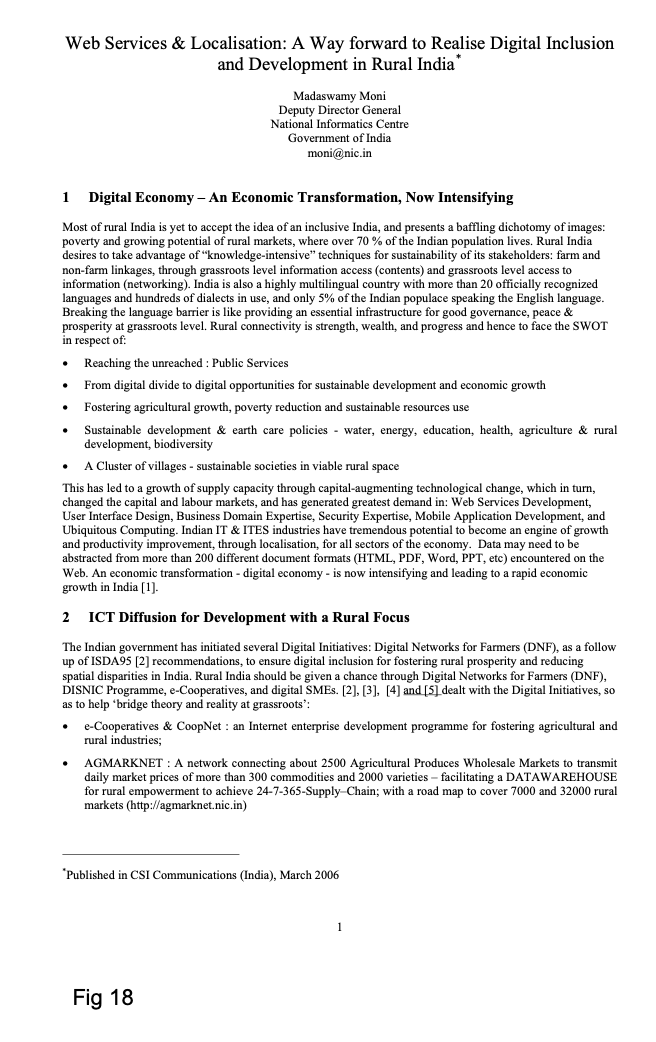 Web Services & Localisation: A Way forward to Realise Digital Inclusion
and Development in Rural India*
Madaswamy Moni
Deputy Director General
National Informatics Centre
Government of India
moni@nic.in
1 Digital Economy – An Economic Transformation, Now Intensifying
Most of rural India is yet to accept the idea of an inclusive India, and presents a baffling dichotomy of images:
poverty and growing potential of rural markets, where over 70 % of the Indian population lives. Rural India
desires to take advantage of “knowledge-intensive” techniques for sustainability of its stakeholders: farm and
non-farm linkages, through grassroots level information access (contents) and grassroots level access to
information (networking). India is also a highly multilingual country with more than 20 officially recognized
languages and hundreds of dialects in use, and only 5% of the Indian populace speaking the English language.
Breaking the language barrier is like providing an essential infrastructure for good governance, peace &
prosperity at grassroots level. Rural connectivity is strength, wealth, and progress and hence to face the SWOT
in respect of:
• Reaching the unreached : Public Services
• From digital divide to digital opportunities for sustainable development and economic growth
• Fostering agricultural growth, poverty reduction and sustainable resources use
• Sustainable development & earth care policies - water, energy, education, health, agriculture & rural
development, biodiversity
• A Cluster of villages - sustainable societies in viable rural space
This has led to a growth of supply capacity through capital-augmenting technological change, which in turn,
changed the capital and labour markets, and has generated greatest demand in: Web Services Development,
User Interface Design, Business Domain Expertise, Security Expertise, Mobile Application Development, and
Ubiquitous Computing. Indian IT & ITES industries have tremendous potential to become an engine of growth
and productivity improvement, through localisation, for all sectors of the economy. Data may need to be
abstracted from more than 200 different document formats (HTML, PDF, Word, PPT, etc) encountered on the
Web. An economic transformation - digital economy - is now intensifying and leading to a rapid economic
growth in India [1].
2 ICT Diffusion for Development with a Rural Focus
The Indian government has initiated several Digital Initiatives: Digital Networks for Farmers (DNF), as a follow
up of ISDA95 [2] recommendations, to ensure digital inclusion for fostering rural prosperity and reducing
spatial disparities in India. Rural India should be given a chance through Digital Networks for Farmers (DNF),
DISNIC Programme, e-Cooperatives, and digital SMEs. [2], [3], [4] and [5] dealt with the Digital Initiatives, so
as to help ‘bridge theory and reality at grassroots’:
• e-Cooperatives & CoopNet : an Internet enterprise development programme for fostering agricultural and
rural industries;
• AGMARKNET : A network connecting about 2500 Agricultural Produces Wholesale Markets to transmit
daily market prices of more than 300 commodities and 2000 varieties – facilitating a DATAWAREHOUSE
for rural empowerment to achieve 24-7-365-Supply–Chain; with a road map to cover 7000 and 32000 rural
markets (http://agmarknet.nic.in)
*Published in CSI Communications (India), March 2006
1
Fig 18